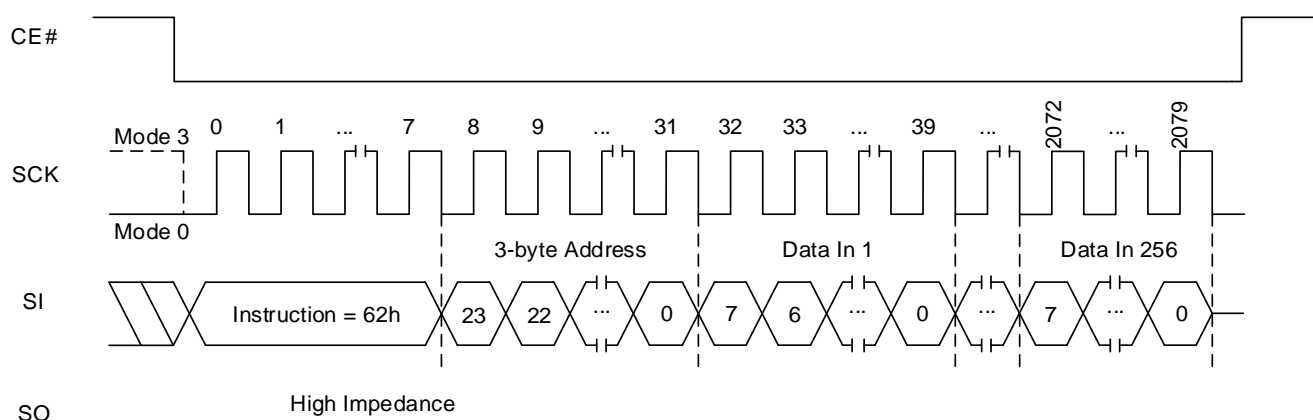 CE#
0 1 ... 7 8 9 ... 31 32 33 ... 39 ... 2072 ... 2079
Mode 3
SCK
Mode 0
3-byte Address Data In 1 Data In 256
SI Instruction = 62h 23 22 ... 0 7 6 ... 0 ... 7 ... 0
High Impedance
SO